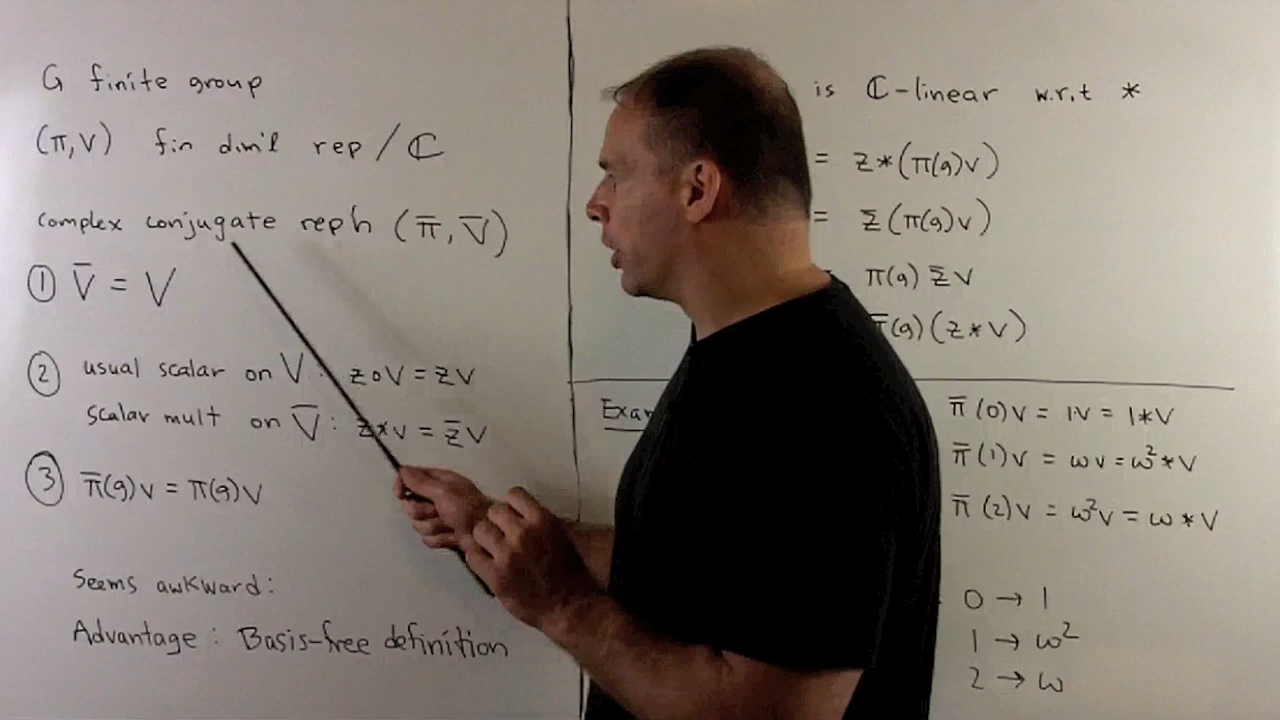 G finite group
(π,V) fin dim'l rep / ℂ
complex conjugate repn (π̄, V̄)
① V̄ = V
② usual scalar on V : z∘v = zv
scalar mult on V̄ : z*v = z̄v
③ π̄(g)v = π(g)v
Seems awkward:
Advantage : Basis-free definition
is ℂ-linear w.r.t *
= z*(π(g)v)
= z̄(π(g)v)
π(g) z̄v
π̄(g)(z*v)
π̄(0)v = 1v = 1*v
π̄(1)v = ωv = ω²*v
π̄(2)v = ω²v = ω*v
0 → 1
1 → ω²
2 → ω